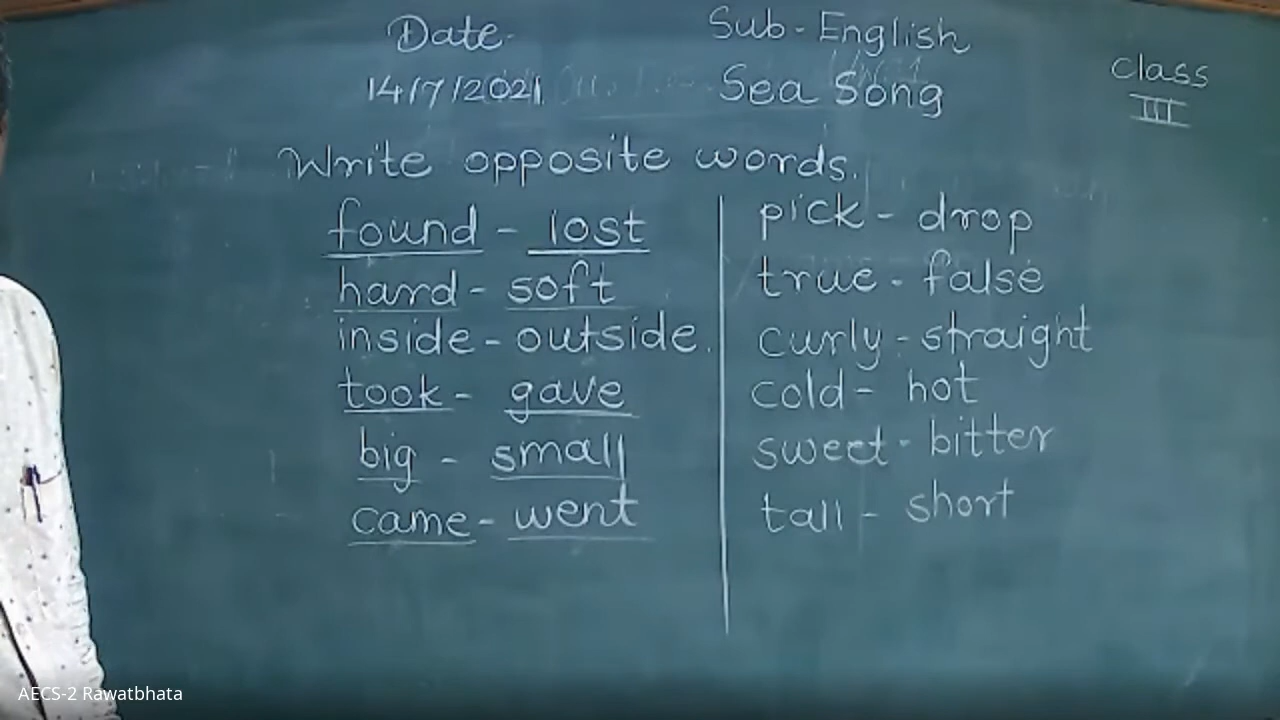 Date
Sub-English
14/7/2021
Sea Song
Class
III
Write opposite words.
found - lost
hard - soft
inside - outside.
took - gave
big - small
came - went
pick - drop
true - false
curly - straight
cold - hot
sweet - bitter
tall - short
AECS-2 Rawatbhata